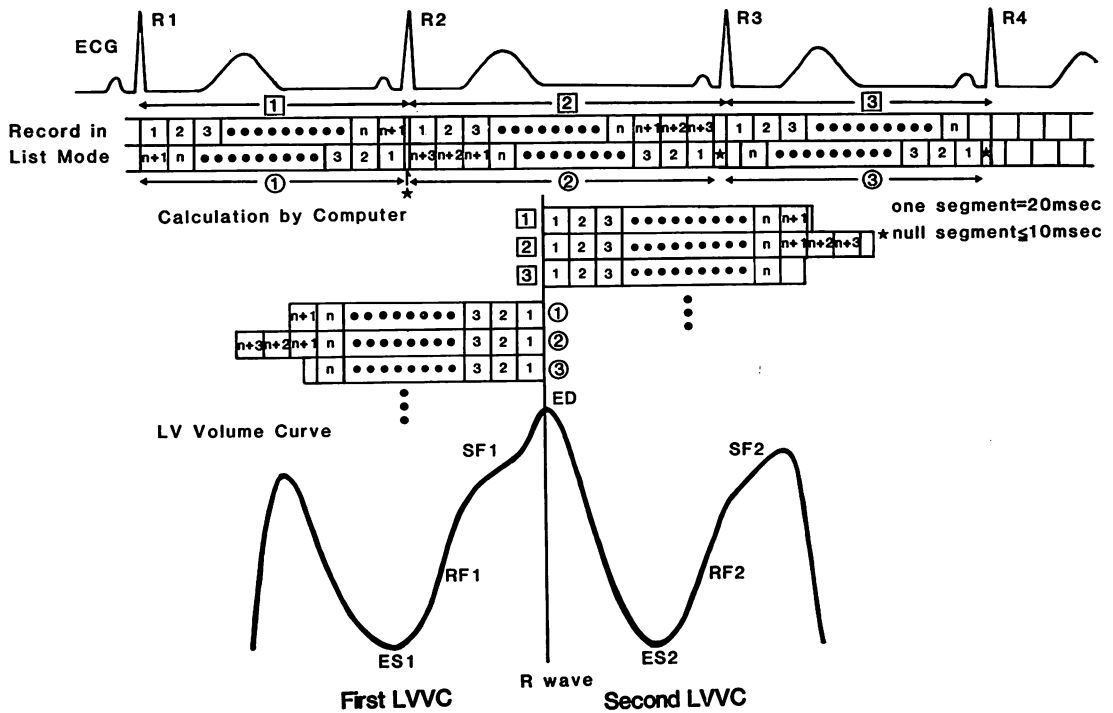 R1 R2 R3 R4
ECG
1 2 3
Record in 1 2 3 ●●●●●●●●● n n+1 1 2 3 ●●●●●●●● n n+1 n+2 n+3 1 2 3 ●●●●●●●●● n
List Mode n+1 n ●●●●●●●●● 3 2 1 n+3 n+2 n+1 n ●●●●●●●● 3 2 1 ★ n ●●●●●●●●● 3 2 1 ★
① ★ ② ③
Calculation by Computer
one segment=20msec
★null segment≦10msec
1 1 2 3 ●●●●●●●●● n n+1
2 1 2 3 ●●●●●●●●● n n+1 n+2 n+3
3 1 2 3 ●●●●●●●●● n
n+1 n ●●●●●●●● 3 2 1 ①
n+3 n+2 n+1 n ●●●●●●●● 3 2 1 ②
n ●●●●●●●● 3 2 1 ③
ED
LV Volume Curve
SF1 SF2
RF1 RF2
ES1 ES2
R wave
First LVVC Second LVVC